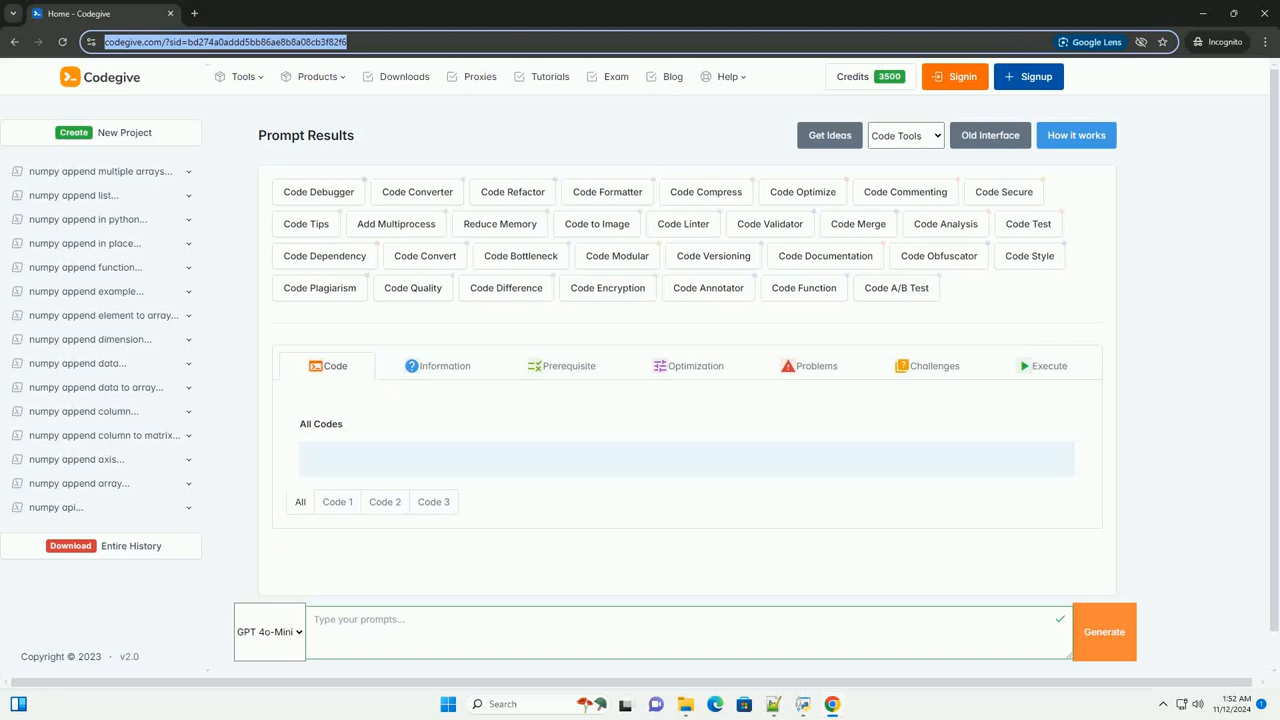 Home - Codegive
codegive.com/?sid=bd274a0addd5bb86ae8b8a08cb3f82f6
Google Lens
Incognito
Codegive
Tools
Products
Downloads
Proxies
Tutorials
Exam
Blog
Help
Credits 3500
Signin
Signup
Create New Project
Prompt Results
Get Ideas
Code Tools
Old Interface
How it works
numpy append multiple arrays...
numpy append list...
numpy append in python...
numpy append in place...
numpy append function...
numpy append example...
numpy append element to array...
numpy append dimension...
numpy append data...
numpy append data to array...
numpy append column...
numpy append column to matrix...
numpy append axis...
numpy append array...
numpy api...
Download Entire History
Copyright © 2023 · v2.0
Code Debugger Code Converter Code Refactor Code Formatter Code Compress Code Optimize Code Commenting Code Secure
Code Tips Add Multiprocess Reduce Memory Code to Image Code Linter Code Validator Code Merge Code Analysis Code Test
Code Dependency Code Convert Code Bottleneck Code Modular Code Versioning Code Documentation Code Obfuscator Code Style
Code Plagiarism Code Quality Code Difference Code Encryption Code Annotator Code Function Code A/B Test
Code Information Prerequisite Optimization Problems Challenges Execute
All Codes
All Code 1 Code 2 Code 3
GPT 4o-Mini
Type your prompts...
Generate
Search
1:52 AM
11/12/2024